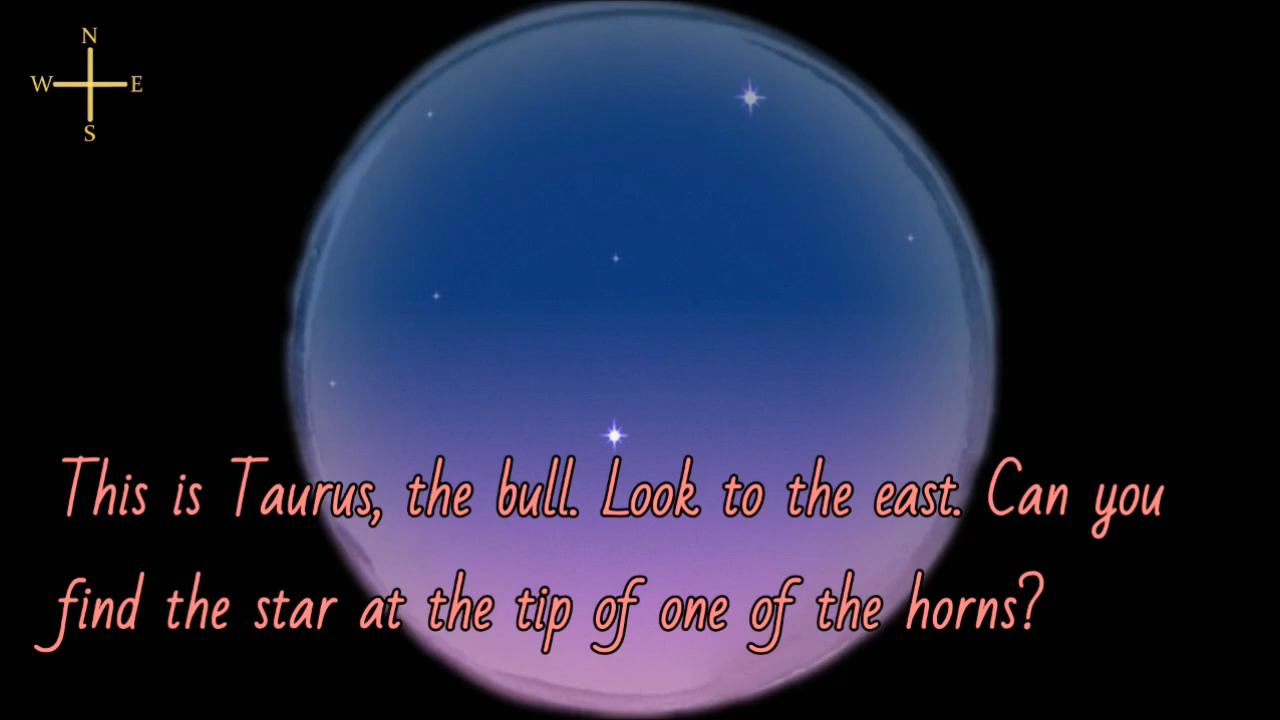 N
W E
S
This is Taurus, the bull. Look to the east. Can you
find the star at the tip of one of the horns?